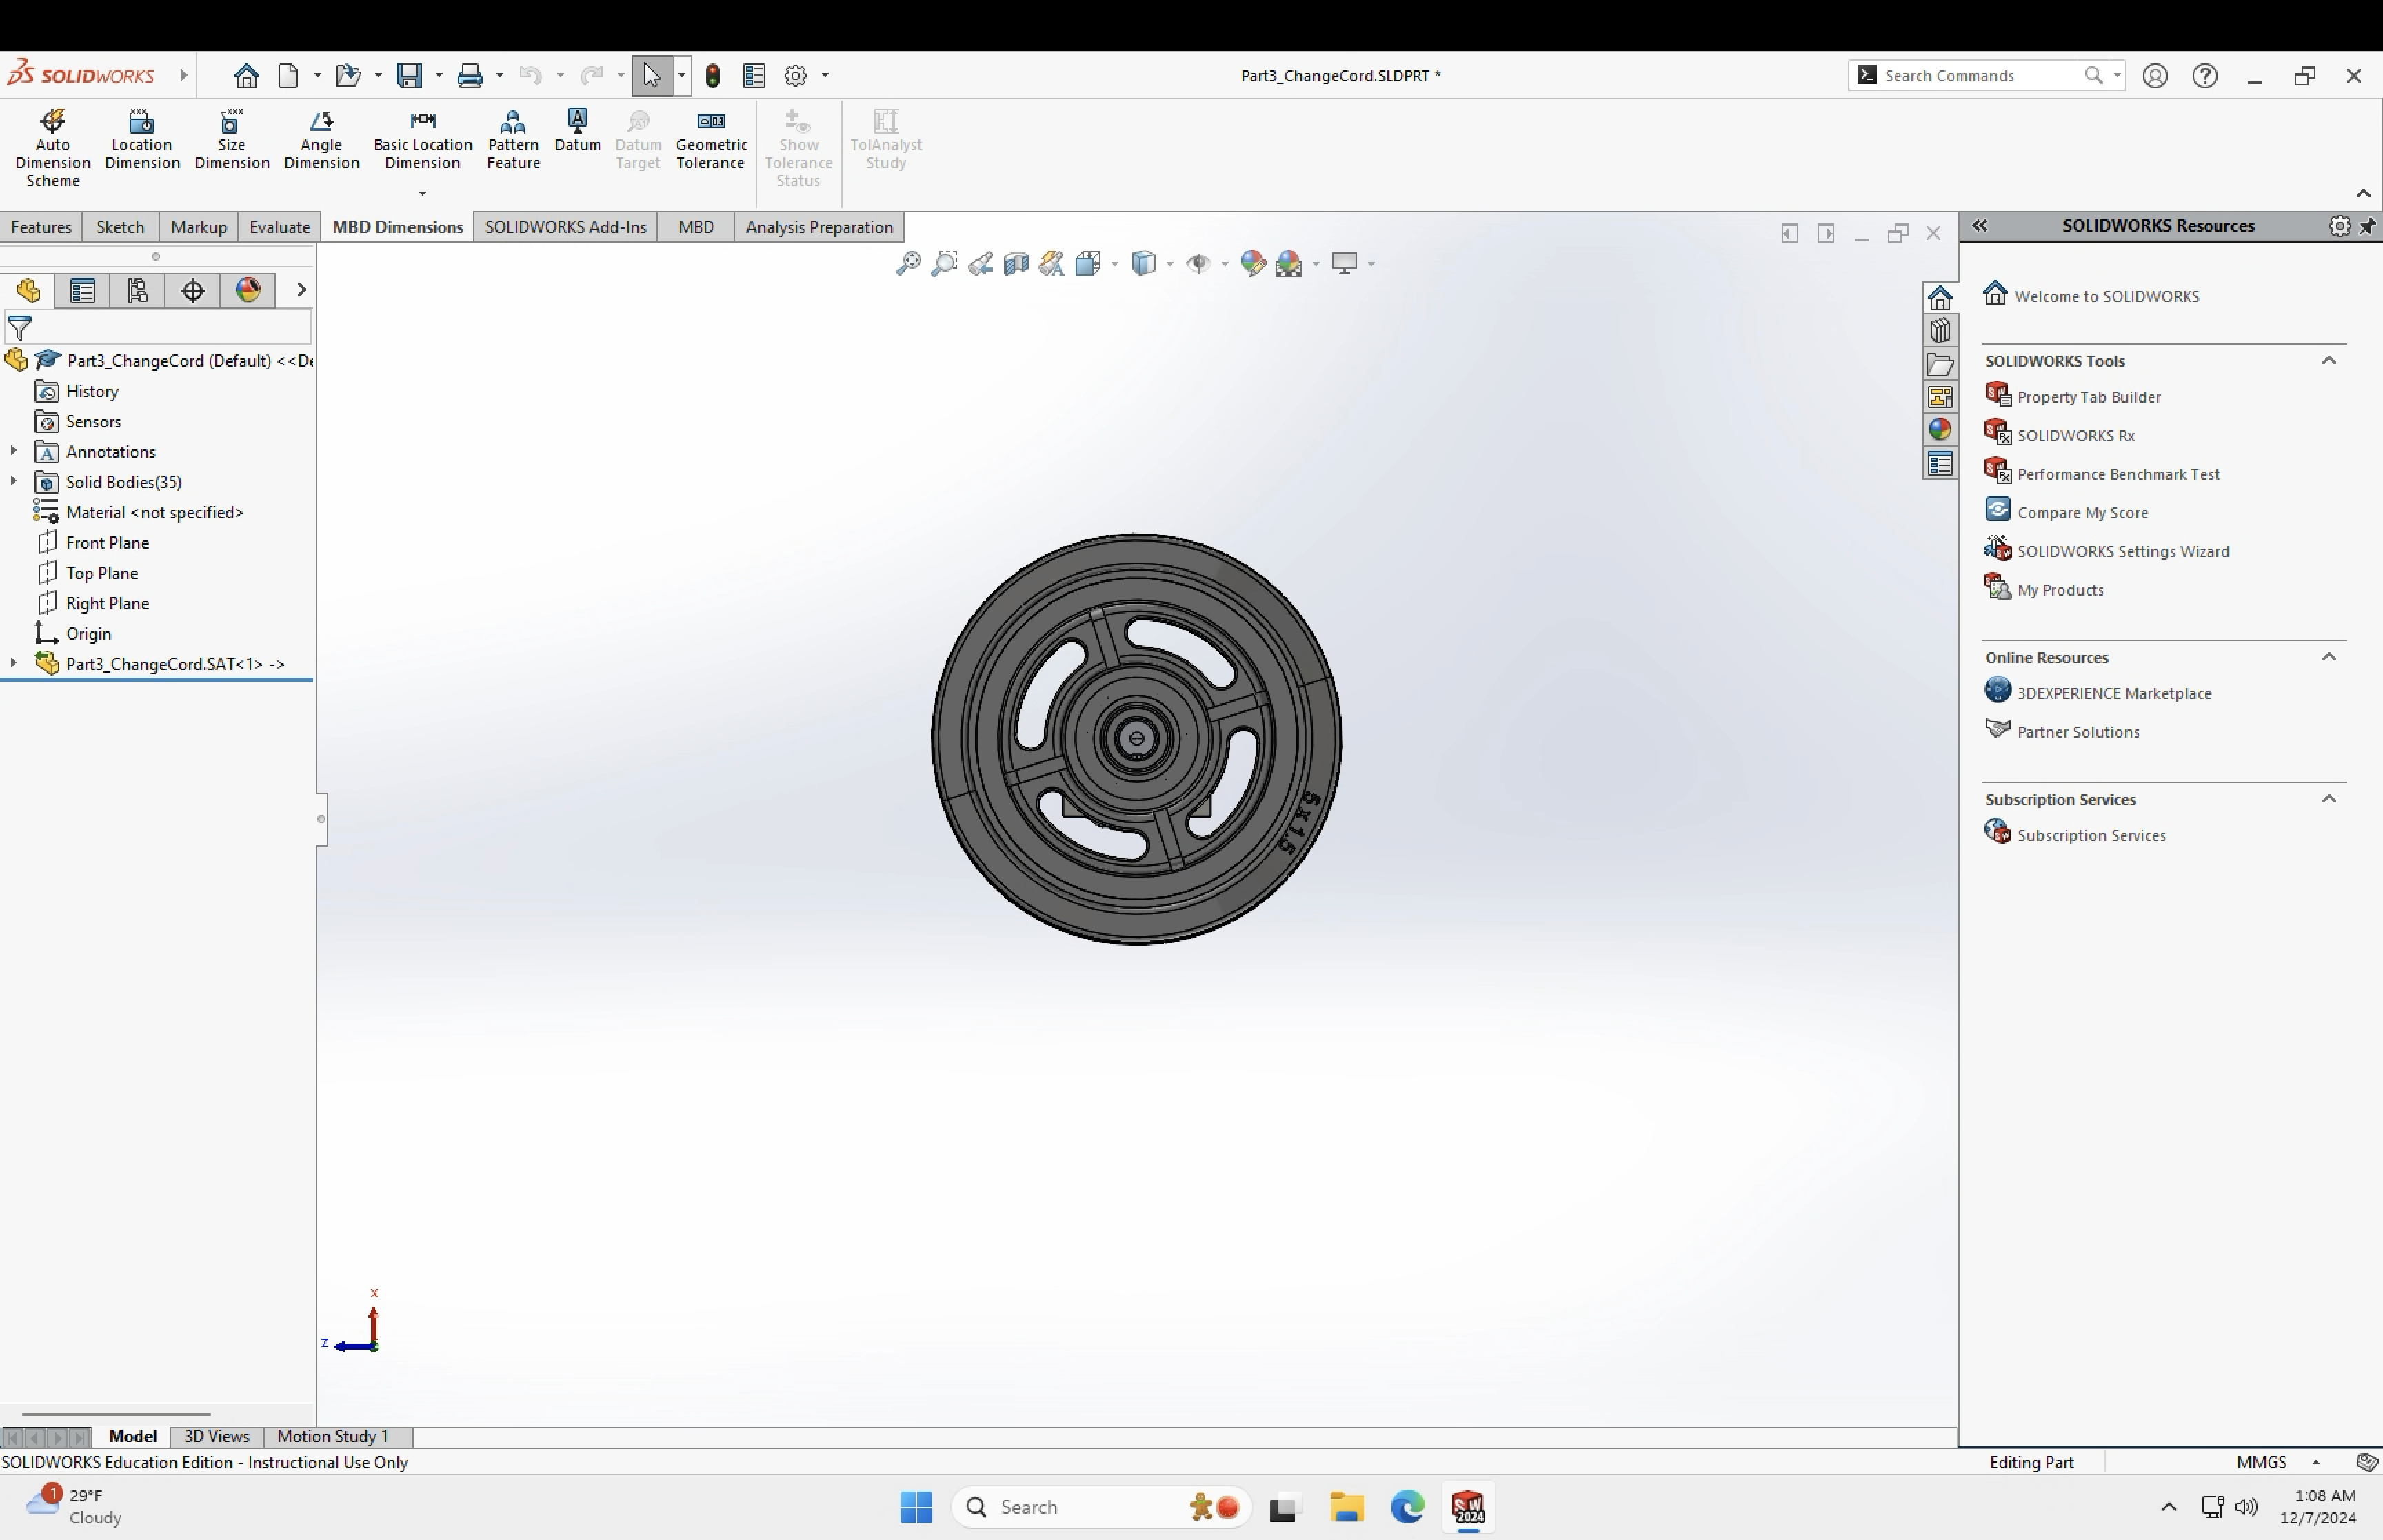 SOLIDWORKS
Part3_ChangeCord.SLDPRT *
Search Commands
Auto Dimension Scheme
Location Dimension
Size Dimension
Angle Dimension
Basic Location Dimension
Pattern Feature
Datum
Datum Target
Geometric Tolerance
Show Tolerance Status
TolAnalyst Study
Features
Sketch
Markup
Evaluate
MBD Dimensions
SOLIDWORKS Add-Ins
MBD
Analysis Preparation
SOLIDWORKS Resources
Part3_ChangeCord (Default) <<De
History
Sensors
Annotations
Solid Bodies(35)
Material <not specified>
Front Plane
Top Plane
Right Plane
Origin
Part3_ChangeCord.SAT<1> ->
5 X 1.5
X
Z
Welcome to SOLIDWORKS
SOLIDWORKS Tools
Property Tab Builder
SOLIDWORKS Rx
Performance Benchmark Test
Compare My Score
SOLIDWORKS Settings Wizard
My Products
Online Resources
3DEXPERIENCE Marketplace
Partner Solutions
Subscription Services
Subscription Services
Model
3D Views
Motion Study 1
SOLIDWORKS Education Edition - Instructional Use Only
Editing Part
MMGS
1
29°F
Cloudy
Search
SW
2024
1:08 AM
12/7/2024